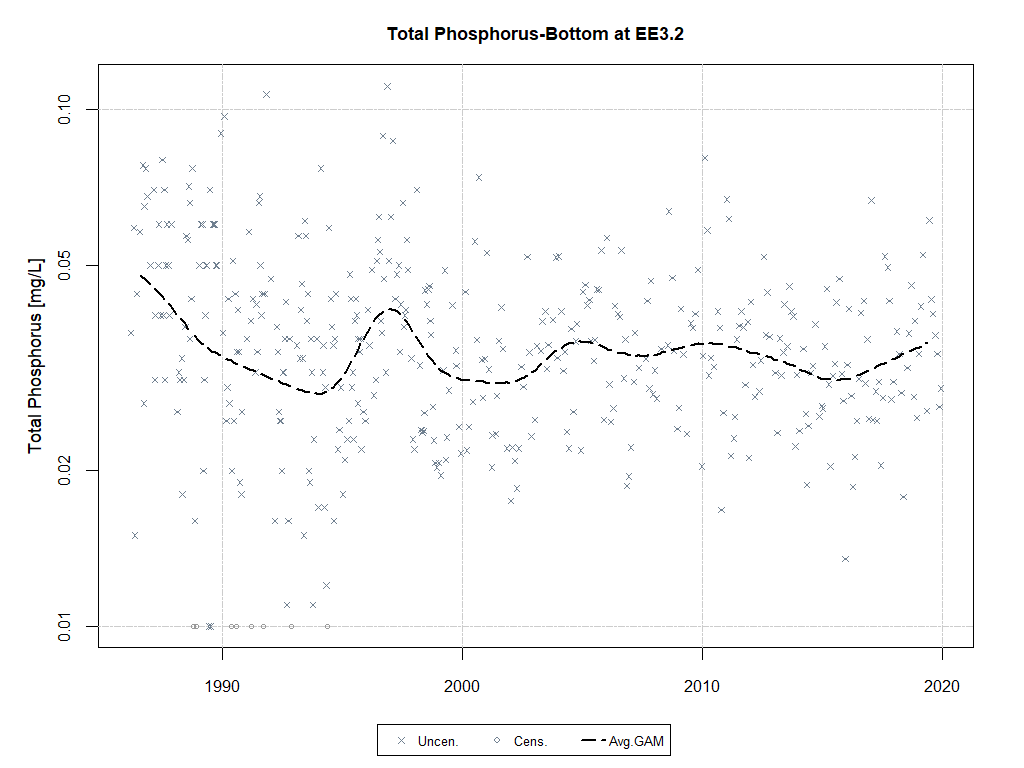 Total Phosphorus-Bottom at EE3.2
Total Phosphorus [mg/L]
0.10
0.05
0.02
0.01
1990 2000 2010 2020
Uncen. Cens. Avg.GAM